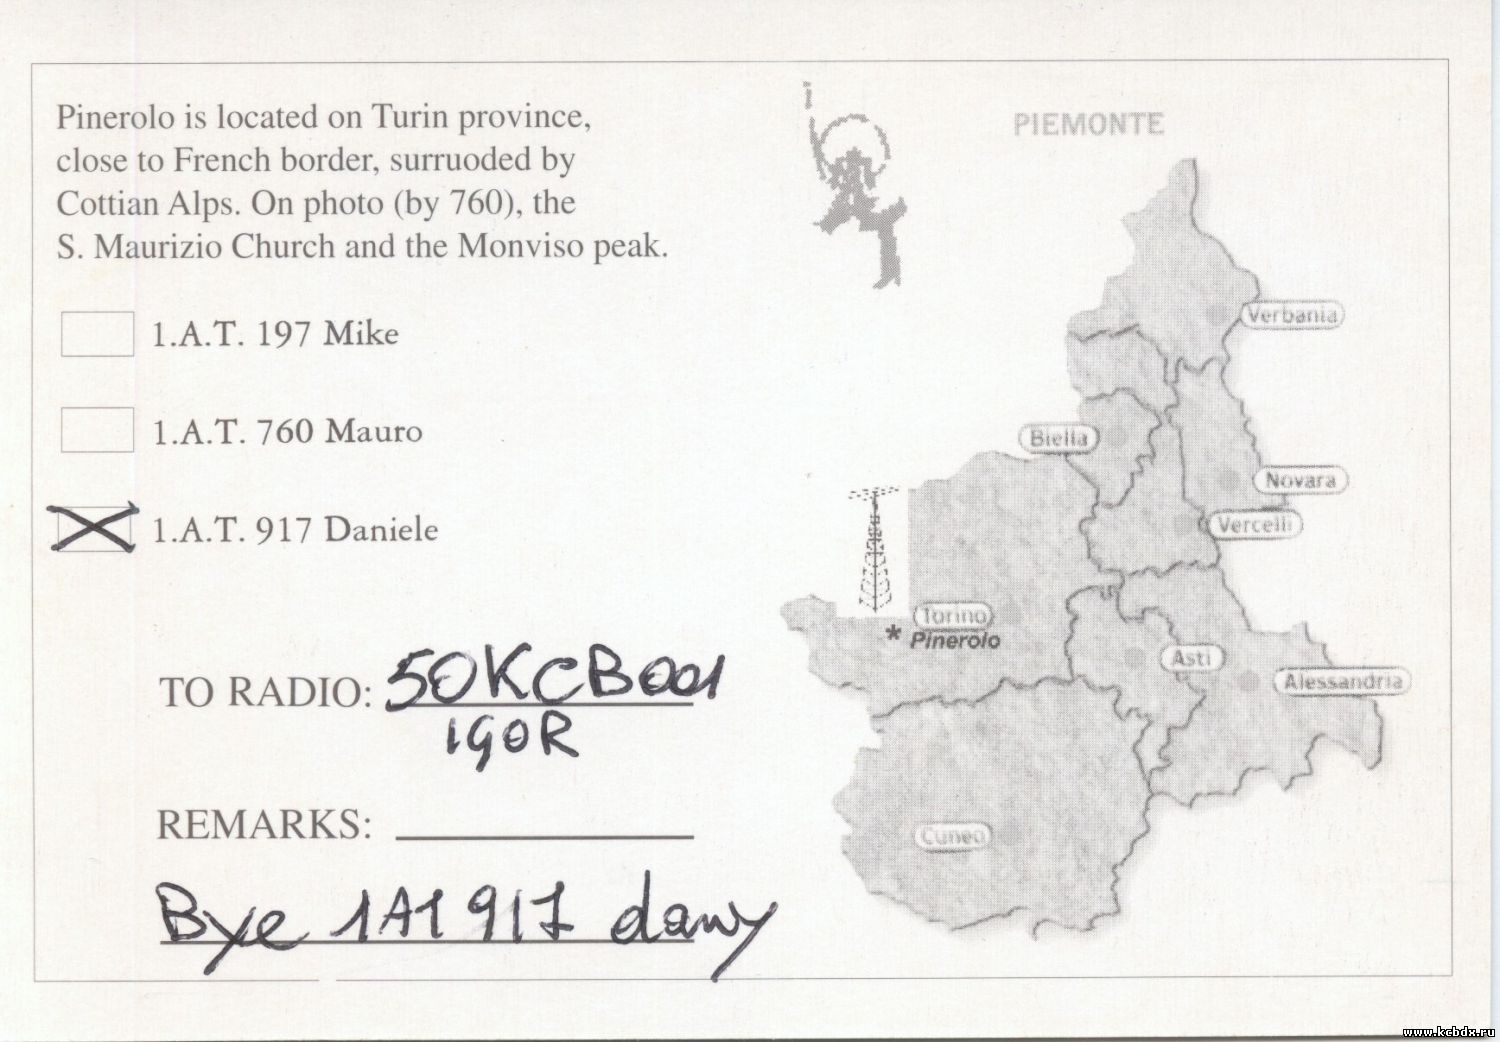 Pinerolo is located on Turin province,
close to French border, surruoded by
Cottian Alps. On photo (by 760), the
S. Maurizio Church and the Monviso peak.
1.A.T. 197 Mike
1.A.T. 760 Mauro
1.A.T. 917 Daniele
TO RADIO: 50KCB001
IGOR
REMARKS:
Bye 1AT 917 dany
i
PIEMONTE
Verbania
Biella
Novara
Vercelli
Torino
* Pinerolo
Asti
Alessandria
Cuneo
www.kcbdx.ru